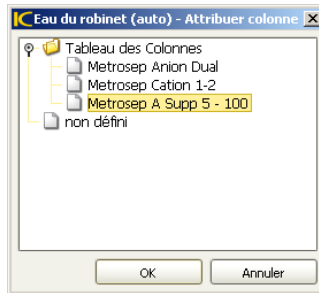 Eau du robinet (auto) - Attribuer colonne
Tableau des Colonnes
Metrosep Anion Dual
Metrosep Cation 1-2
Metrosep A Supp 5 - 100
non défini
OK
Annuler